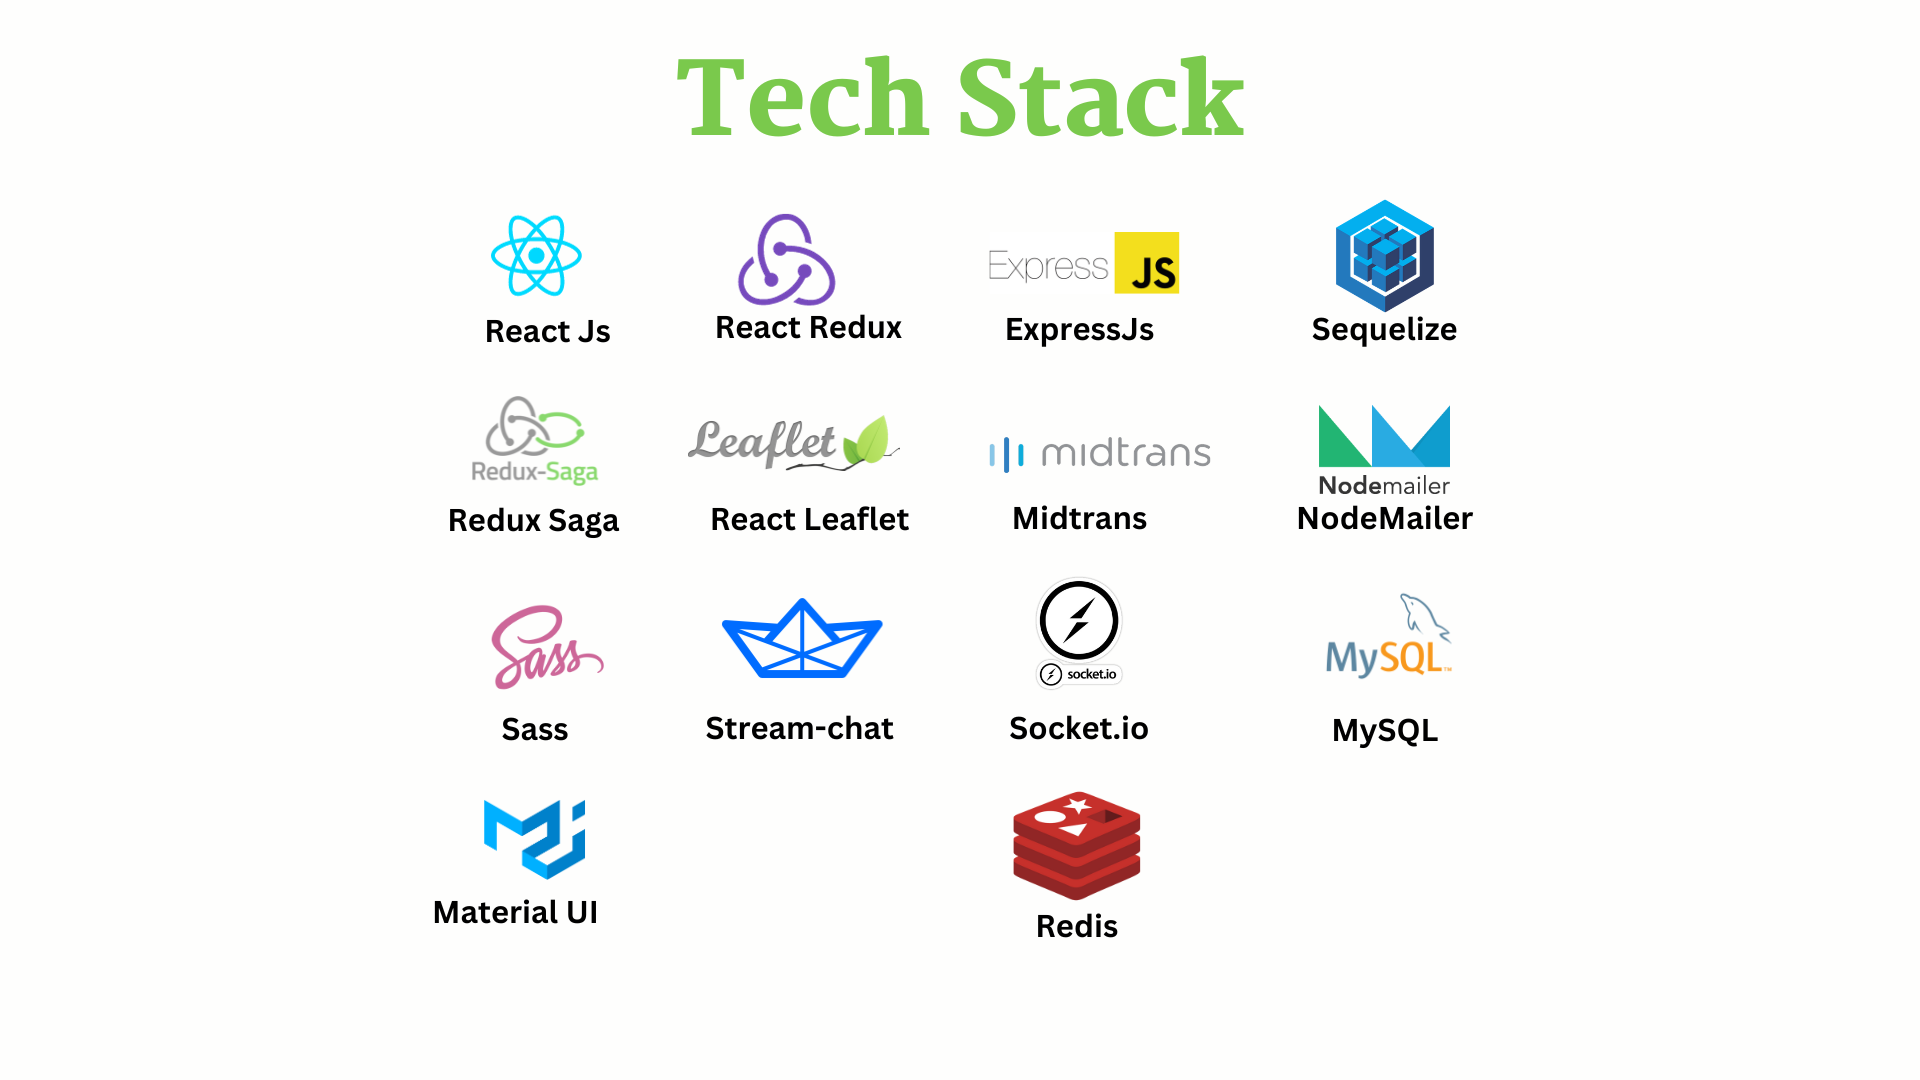 Tech Stack
Express JS
React Js
React Redux
ExpressJs
Sequelize
Redux-Saga
Leaflet
midtrans
Nodemailer
Redux Saga
React Leaflet
Midtrans
NodeMailer
Sass
socket.io
MySQL™
Sass
Stream-chat
Socket.io
MySQL
Material UI
Redis